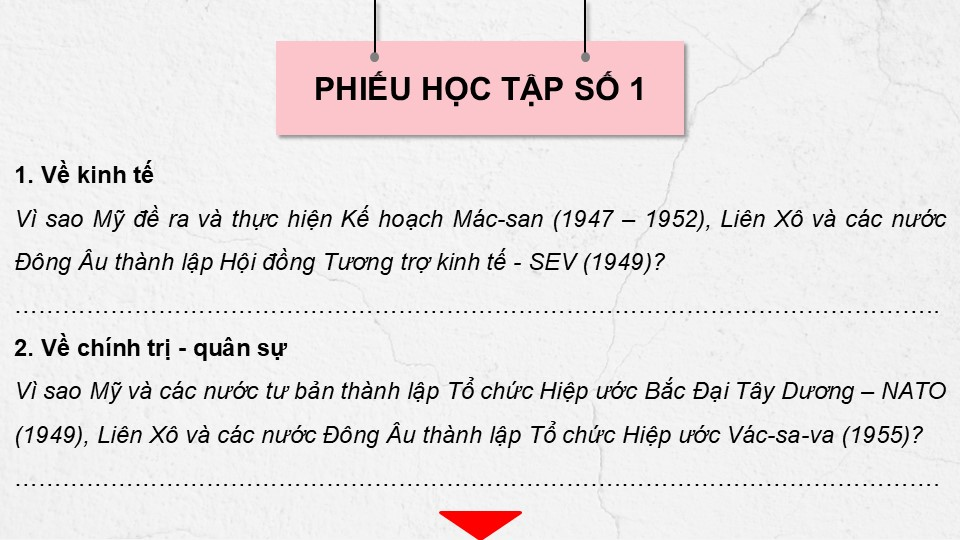 PHIẾU HỌC TẬP SỐ 1
1. Về kinh tế
Vì sao Mỹ đề ra và thực hiện Kế hoạch Mác-san (1947 – 1952), Liên Xô và các nước
Đông Âu thành lập Hội đồng Tương trợ kinh tế - SEV (1949)?
……………………………………………………………………………………………………..
2. Về chính trị - quân sự
Vì sao Mỹ và các nước tư bản thành lập Tổ chức Hiệp ước Bắc Đại Tây Dương – NATO
(1949), Liên Xô và các nước Đông Âu thành lập Tổ chức Hiệp ước Vác-sa-va (1955)?
………………………………………………………………………………………………………